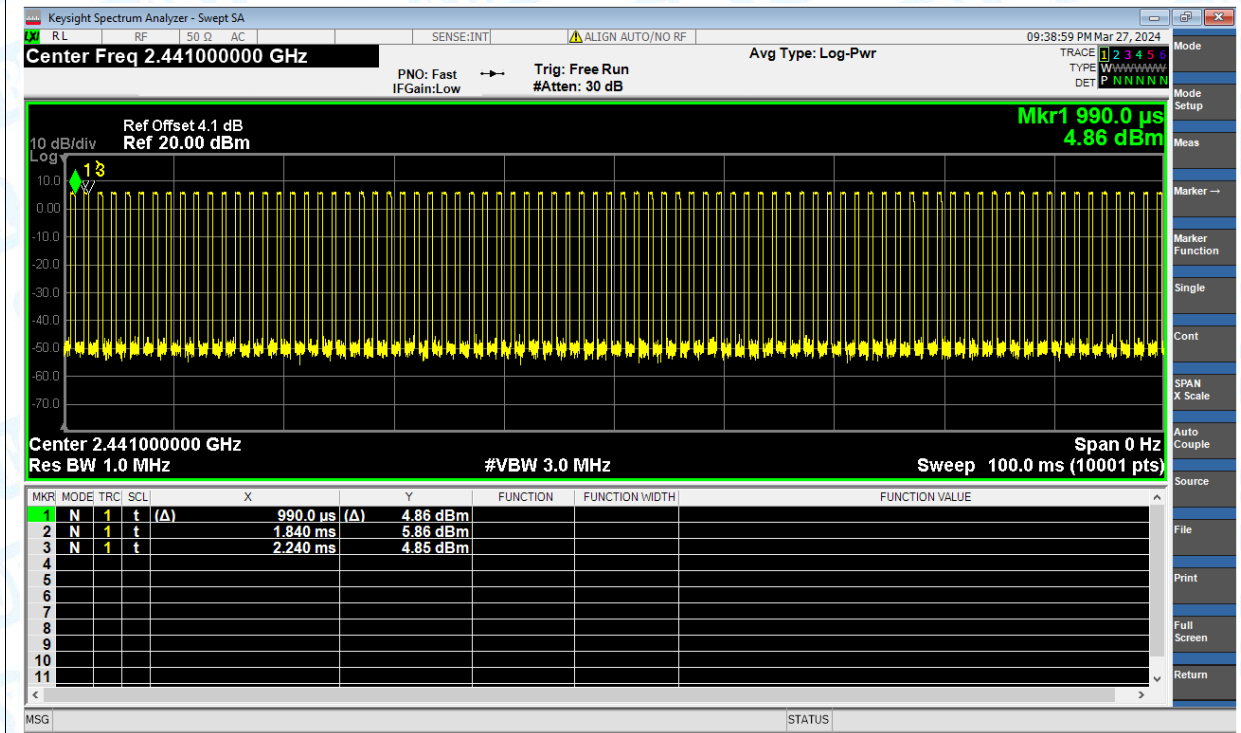 Keysight Spectrum Analyzer - Swept SA
LXI RL RF 50 Ω AC SENSE:INT ALIGN AUTO/NO RF 09:38:59 PM Mar 27, 2024
Center Freq 2.441000000 GHz
Avg Type: Log-Pwr
TRACE 1 2 3 4 5 6
TYPE WWWWWW
DET P N N N N N
PNO: Fast
IFGain:Low
Trig: Free Run
#Atten: 30 dB
Ref Offset 4.1 dB
10 dB/div Ref 20.00 dBm
Log
Mkr1 990.0 µs
4.86 dBm
1 3
10.0
0.00
-10.0
-20.0
-30.0
-40.0
-50.0
-60.0
-70.0
Center 2.441000000 GHz Span 0 Hz
Res BW 1.0 MHz #VBW 3.0 MHz Sweep 100.0 ms (10001 pts)
MKR MODE TRC SCL X Y FUNCTION FUNCTION WIDTH FUNCTION VALUE
1 N 1 t (Δ) 990.0 µs (Δ) 4.86 dBm
2 N 1 t 1.840 ms 5.86 dBm
3 N 1 t 2.240 ms 4.85 dBm
4
5
6
7
8
9
10
11
MSG STATUS
Mode
Mode
Setup
Meas
Marker →
Marker
Function
Single
Cont
SPAN
X Scale
Auto
Couple
Source
File
Print
Full
Screen
Return